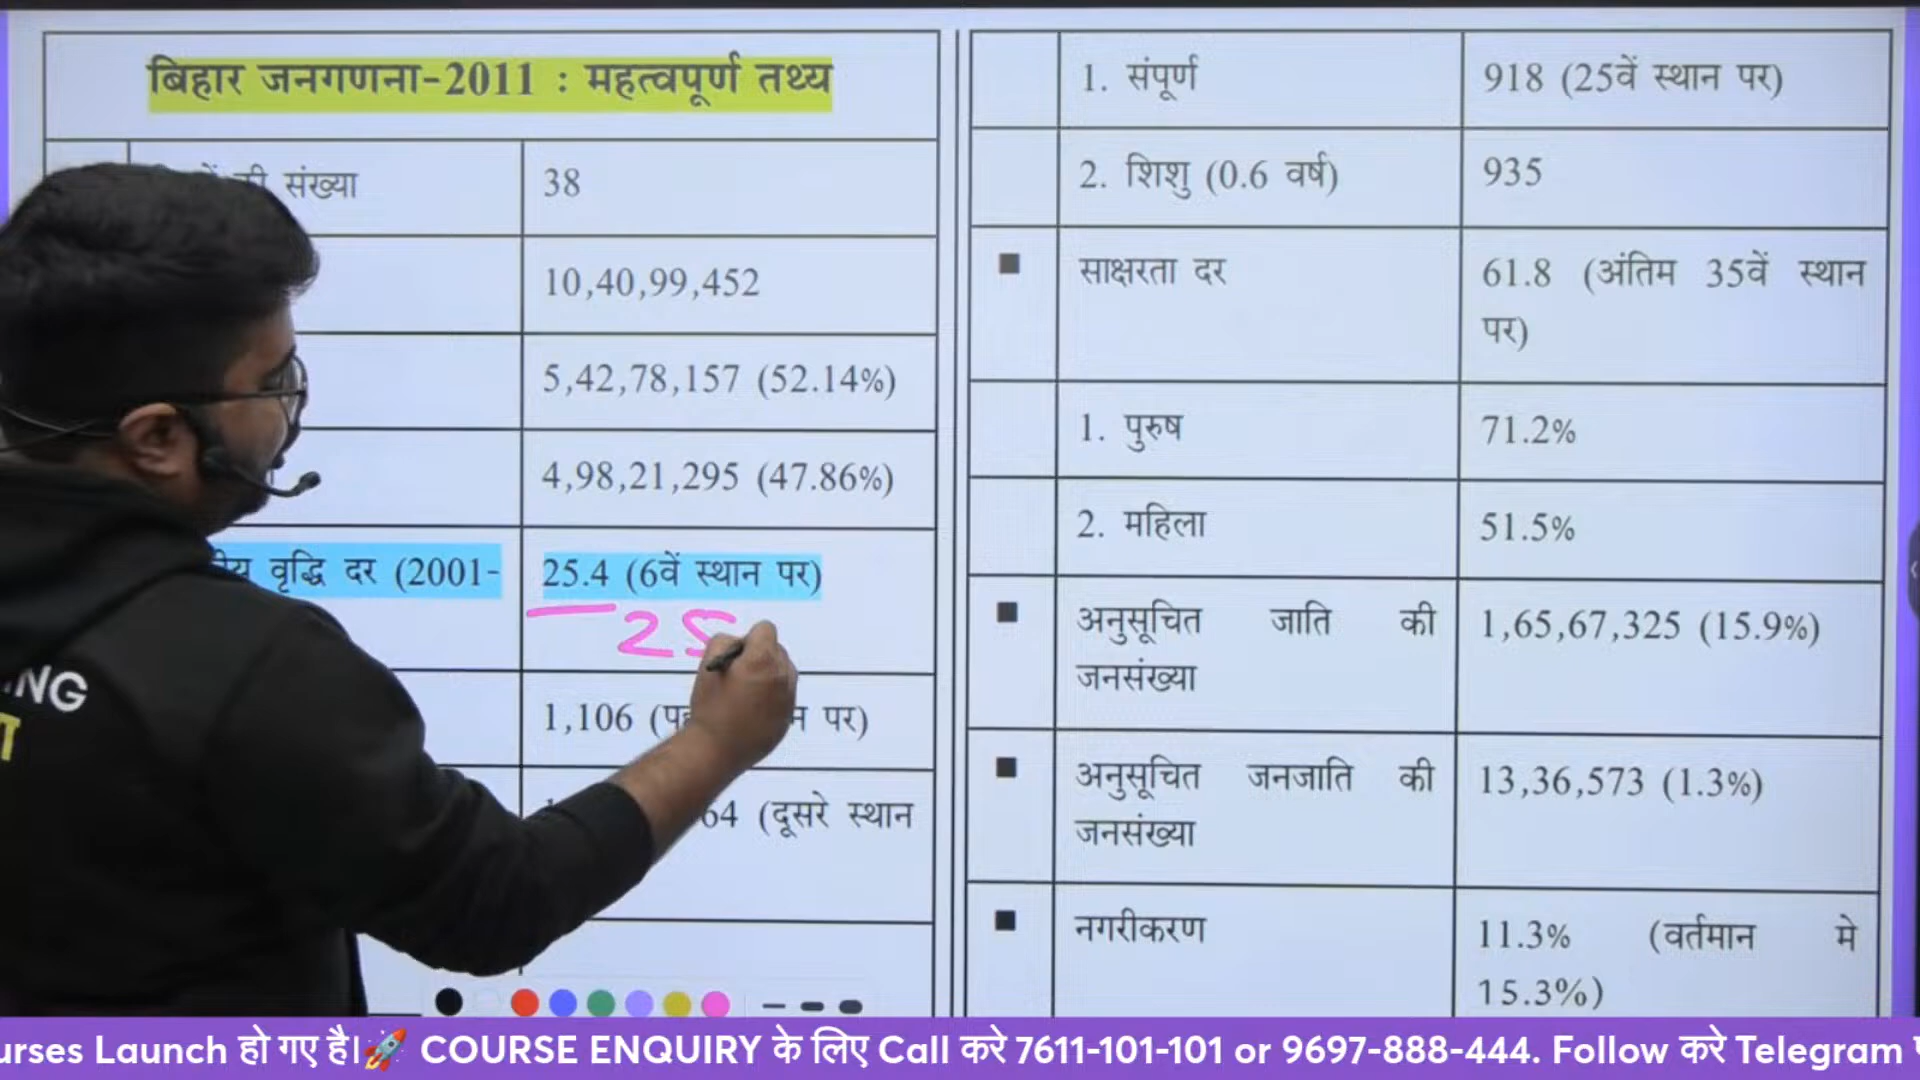 बिहार जनगणना-2011 : महत्वपूर्ण तथ्य
की संख्या
38
10,40,99,452
5,42,78,157 (52.14%)
4,98,21,295 (47.86%)
वृद्धि दर (2001-
25.4 (6वें स्थान पर)
25
1,106
पर)
64 (दूसरे स्थान
1. संपूर्ण
918 (25वें स्थान पर)
2. शिशु (0.6 वर्ष)
935
साक्षरता दर
61.8 (अंतिम 35वें स्थान
पर)
1. पुरुष
71.2%
2. महिला
51.5%
अनुसूचित जाति की
जनसंख्या
1,65,67,325 (15.9%)
अनुसूचित जनजाति की
जनसंख्या
13,36,573 (1.3%)
नगरीकरण
11.3% (वर्तमान मे
15.3%)
NG
urses Launch हो गए है।🚀 COURSE ENQUIRY के लिए Call करे 7611-101-101 or 9697-888-444. Follow करे Telegram